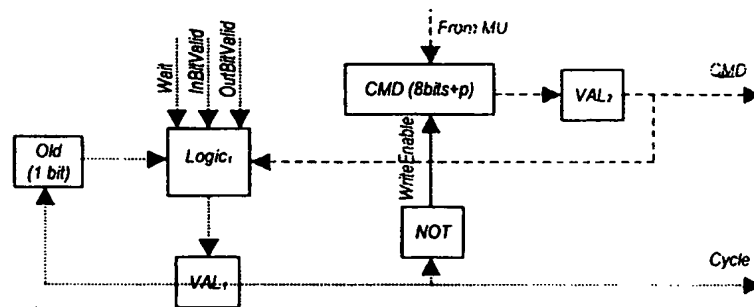 From MU
Wait
InBitValid
OutBitValid
CMD (8bits+p)
VAL₂
CMD
Old
(1 bit)
Logic₁
WriteEnable
NOT
VAL₁
Cycle